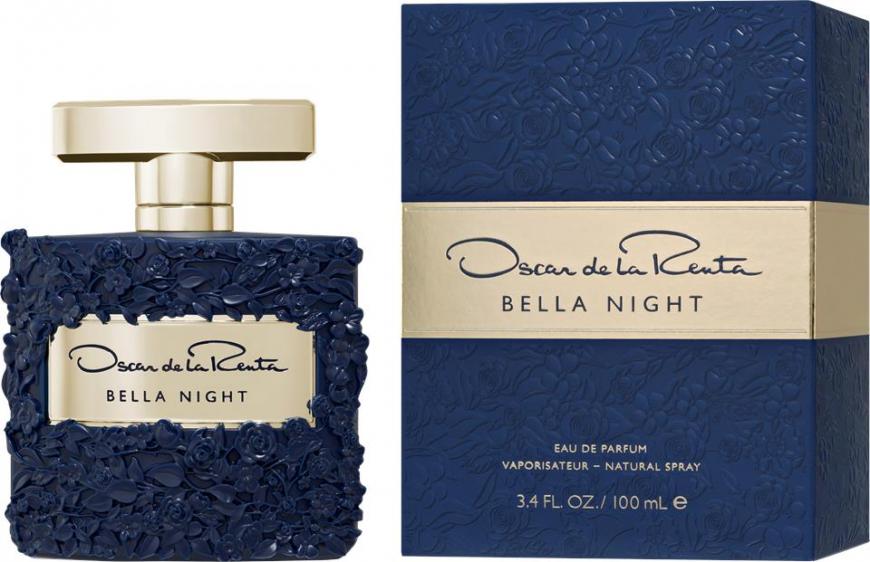 Oscar de la Renta
BELLA NIGHT
Oscar de la Renta
BELLA NIGHT
EAU DE PARFUM
VAPORISATEUR – NATURAL SPRAY
3.4 FL. OZ./ 100 mL ℮